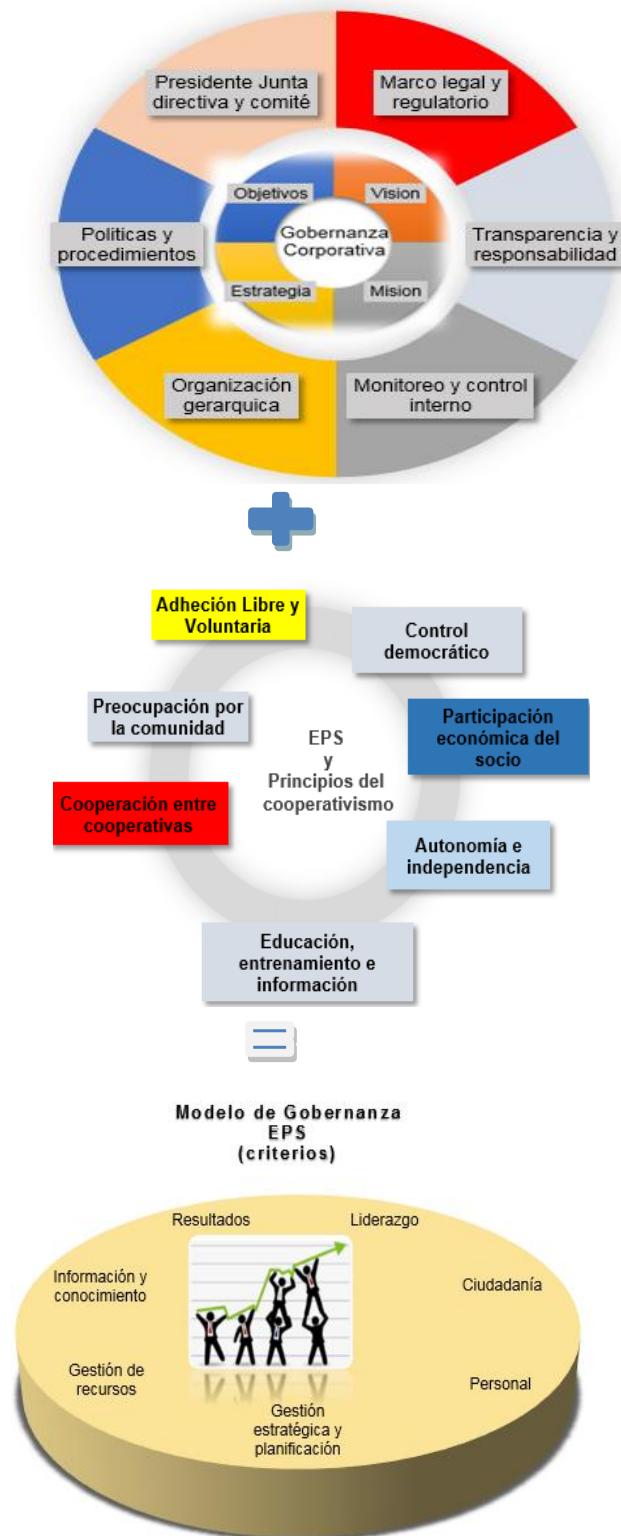 Presidente Junta
directiva y comité
Marco legal y
regulatorio
Objetivos
Vision
Politicas y
procedimientos
Gobernanza
Corporativa
Transparencia y
responsabilidad
Estrategia
Mision
Organización
gerarquica
Monitoreo y control
interno
Adheción Libre y
Voluntaria
Control
democrático
Preocupación por
la comunidad
Participación
económica del
socio
EPS
y
Principios del
cooperativismo
Cooperación entre
cooperativas
Autonomía e
independencia
Educación,
entrenamiento e
información
Modelo de Gobernanza
EPS
(criterios)
Resultados
Liderazgo
Información y
conocimiento
Ciudadanía
Gestión de
recursos
Personal
Gestión
estratégica y
planificación